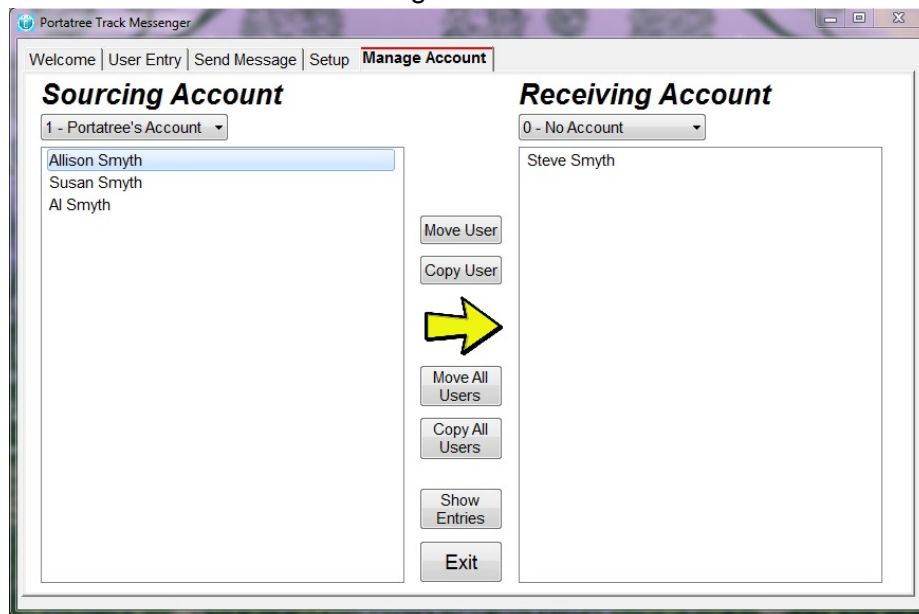 Portatree Track Messenger
Welcome User Entry Send Message Setup Manage Account
Sourcing Account
1 - Portatree's Account
Allison Smyth
Susan Smyth
Al Smyth
Move User
Copy User
Move All
Users
Copy All
Users
Show
Entries
Exit
Receiving Account
0 - No Account
Steve Smyth